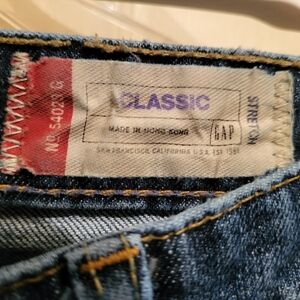 CLASSIC
MADE IN HONG KONG
GAP
STRETCH
SAN FRANCISCO, CALIFORNIA U.S.A. EST. 1969